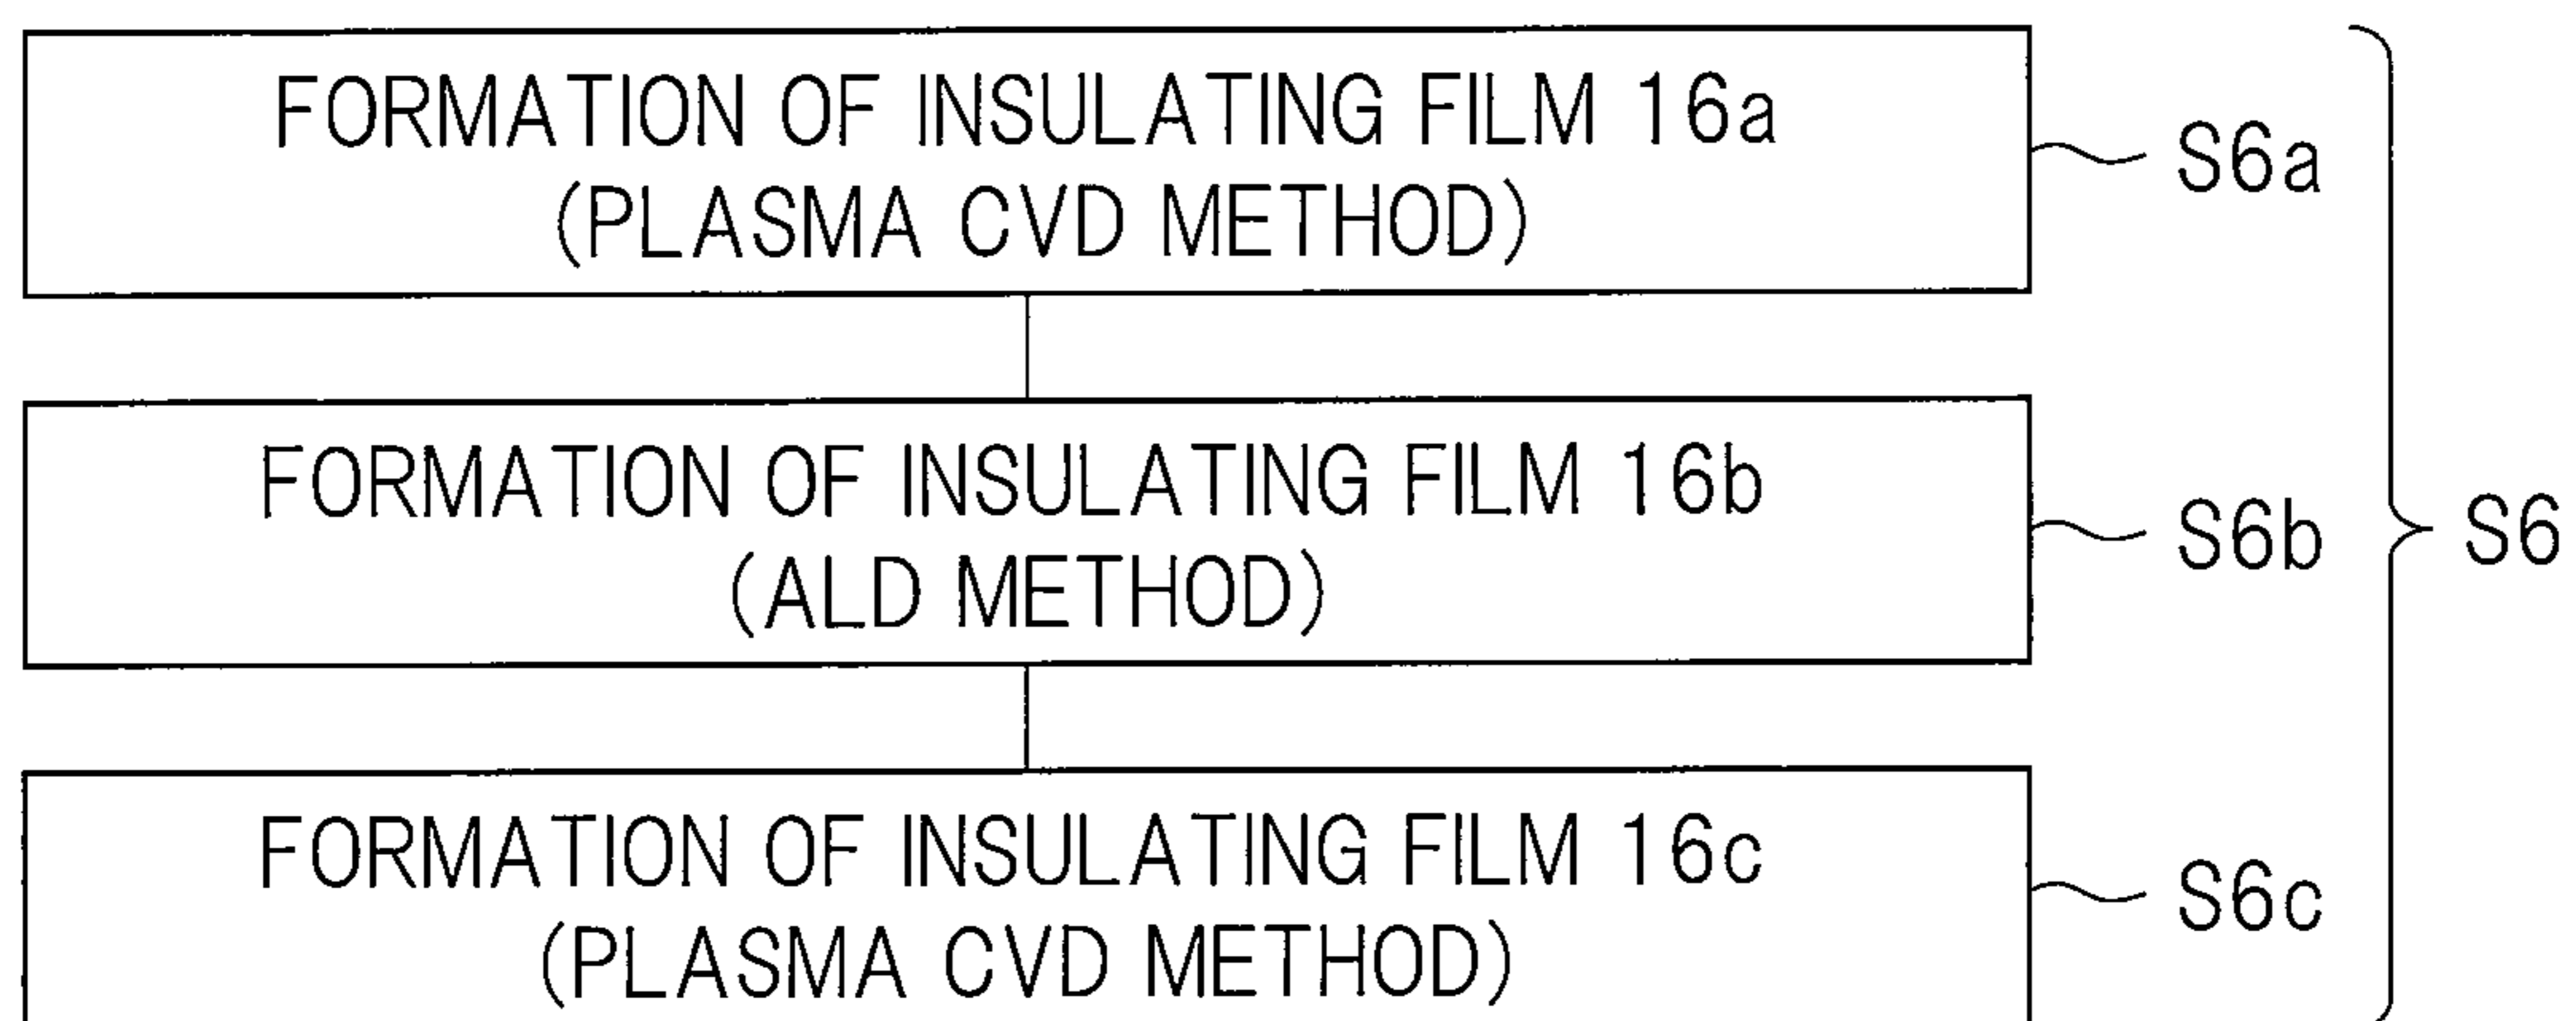 FORMATION OF INSULATING FILM 16a
(PLASMA CVD METHOD)
S6a
FORMATION OF INSULATING FILM 16b
(ALD METHOD)
S6b
S6
FORMATION OF INSULATING FILM 16c
(PLASMA CVD METHOD)
S6c